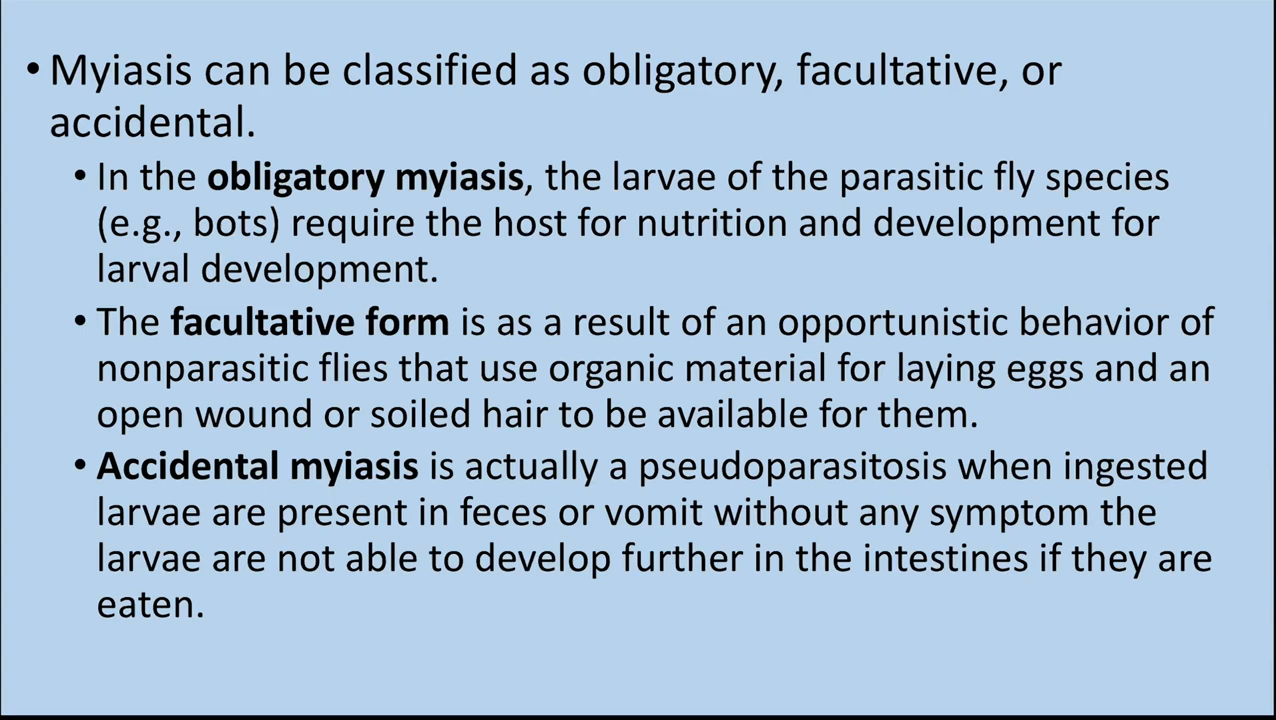 • Myiasis can be classified as obligatory, facultative, or
accidental.
• In the obligatory myiasis, the larvae of the parasitic fly species
(e.g., bots) require the host for nutrition and development for
larval development.
• The facultative form is as a result of an opportunistic behavior of
nonparasitic flies that use organic material for laying eggs and an
open wound or soiled hair to be available for them.
• Accidental myiasis is actually a pseudoparasitosis when ingested
larvae are present in feces or vomit without any symptom the
larvae are not able to develop further in the intestines if they are
eaten.